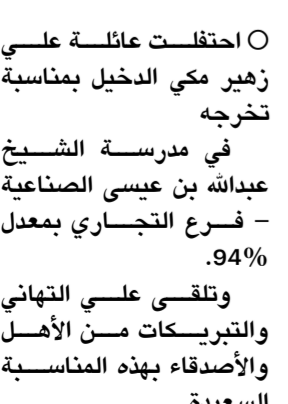 ○ احتفلت عائلة علي
زهير مكي الدخيل بمناسبة
تخرجه
في مدرسة الشيخ
عبدالله بن عيسى الصناعية
– فرع التجاري بمعدل
94%.
وتلقى علي التهاني
والتبريكات من الأهل
والأصدقاء بهذه المناسبة
السعيدة